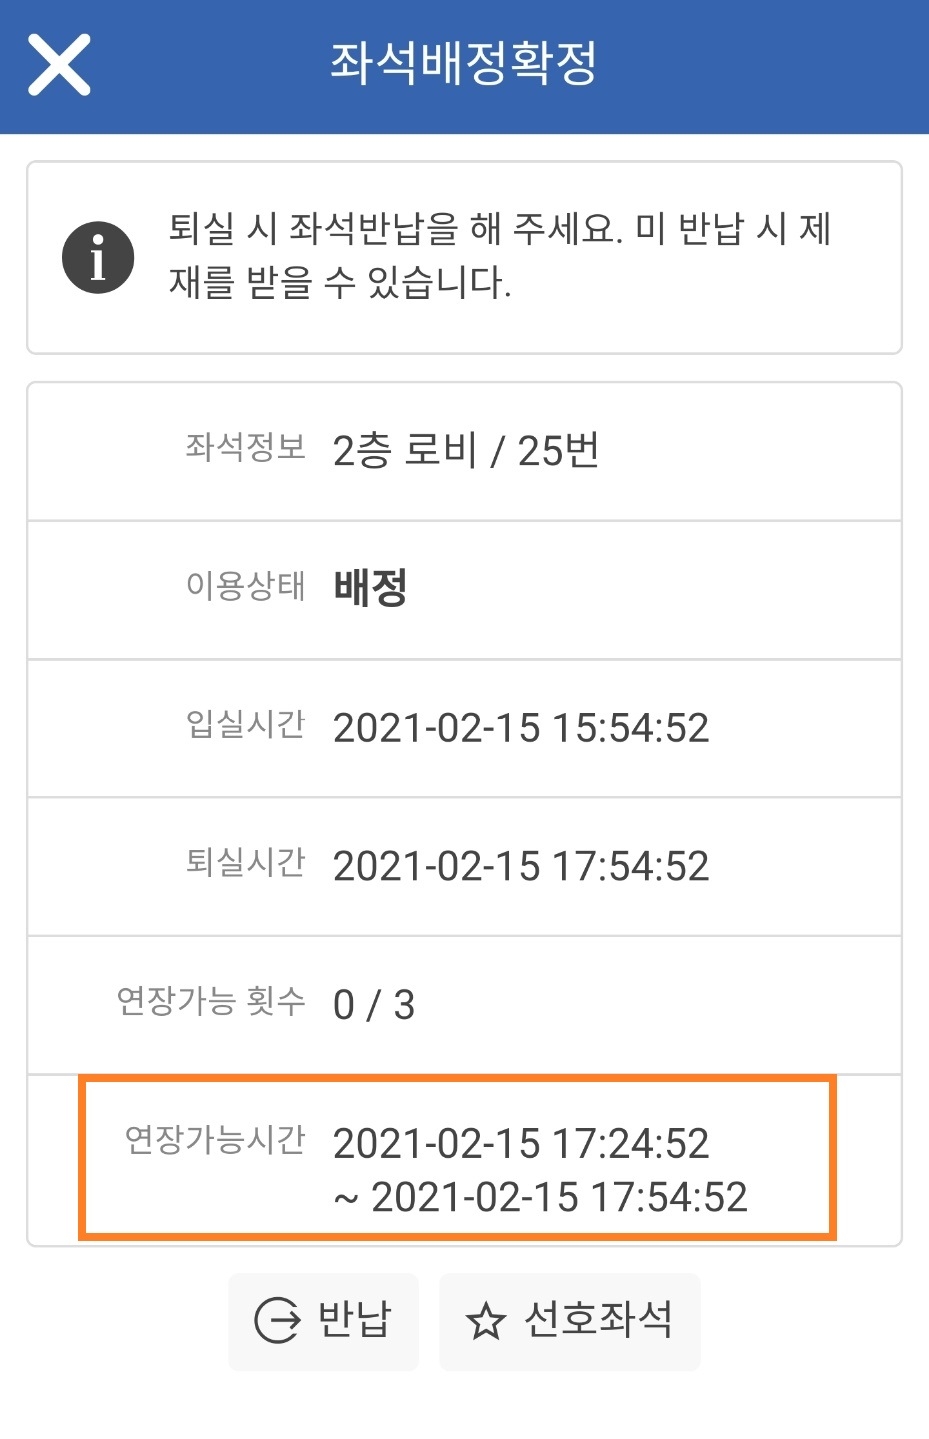 좌석배정확정
퇴실 시 좌석반납을 해 주세요. 미 반납 시 제
재를 받을 수 있습니다.
좌석정보 2층 로비 / 25번
이용상태 배정
입실시간 2021-02-15 15:54:52
퇴실시간 2021-02-15 17:54:52
연장가능 횟수 0 / 3
연장가능시간 2021-02-15 17:24:52
~ 2021-02-15 17:54:52
반납 선호좌석